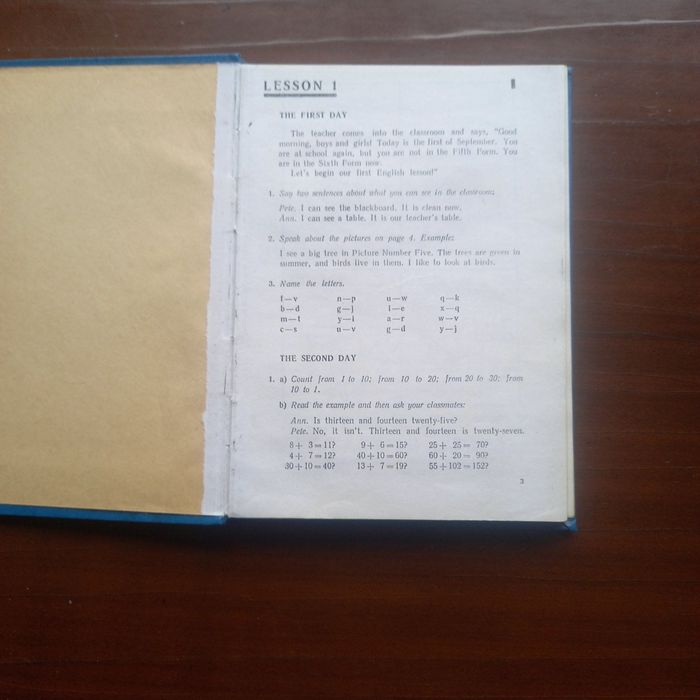 LESSON 1
THE FIRST DAY
The teacher comes into the classroom and says, "Good
morning, boys and girls! Today is the first of September. You
are at school again, but you are not in the Fifth Form. You
are in the Sixth Form now.
Let's begin our first English lesson!"
1. Say two sentences about what you can see in the classroom:
Pete. I can see the blackboard. It is clean now.
Ann. I can see a table. It is our teacher's table.
2. Speak about the pictures on page 4. Example:
I see a big tree in Picture Number Five. The trees are green in
summer, and birds live in them. I like to look at birds.
3. Name the letters.
f—v n—p u—w q—k
b—d g—j i—e x—q
m—t y—i a—r w—v
c—s u—v g—d y—j
THE SECOND DAY
1. a) Count from 1 to 10; from 10 to 20; from 20 to 30; from
10 to 1.
b) Read the example and then ask your classmates:
Ann. Is thirteen and fourteen twenty-five?
Pete. No, it isn't. Thirteen and fourteen is twenty-seven.
8 + 3 = 11? 9 + 6 = 15? 25 + 25 = 70?
4 + 7 = 12? 40 + 10 = 60? 60 + 20 = 90?
30 + 10 = 40? 13 + 7 = 19? 55 + 102 = 152?
3